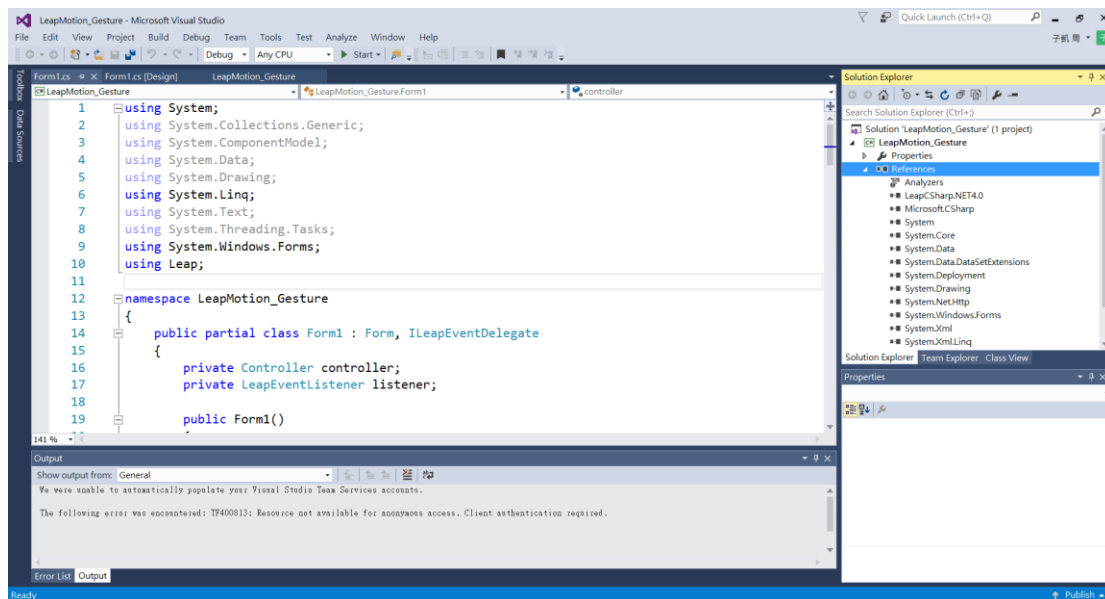 LeapMotion_Gesture - Microsoft Visual Studio
Quick Launch (Ctrl+Q)
File Edit View Project Build Debug Team Tools Test Analyze Window Help
Debug Any CPU Start
Toolbox
Data Sources
Form1.cs Form1.cs [Design] LeapMotion_Gesture
LeapMotion_Gesture LeapMotion_Gesture.Form1 controller
1 using System;
2 using System.Collections.Generic;
3 using System.ComponentModel;
4 using System.Data;
5 using System.Drawing;
6 using System.Linq;
7 using System.Text;
8 using System.Threading.Tasks;
9 using System.Windows.Forms;
10 using Leap;
11
12 namespace LeapMotion_Gesture
13 {
14 public partial class Form1 : Form, ILeapEventDelegate
15 {
16 private Controller controller;
17 private LeapEventListener listener;
18
19 public Form1()
141 %
Output
Show output from: General
We were unable to automatically populate your Visual Studio Team Services accounts.
The following error was encountered: TF400813: Resource not available for anonymous access. Client authentication required.
Error List Output
Solution Explorer
Search Solution Explorer (Ctrl+;)
Solution 'LeapMotion_Gesture' (1 project)
LeapMotion_Gesture
Properties
References
Analyzers
LeapCSharp.NET4.0
Microsoft.CSharp
System
System.Core
System.Data
System.Data.DataSetExtensions
System.Deployment
System.Drawing
System.Net.Http
System.Windows.Forms
System.Xml
System.Xml.Linq
Solution Explorer Team Explorer Class View
Properties
Ready
Publish